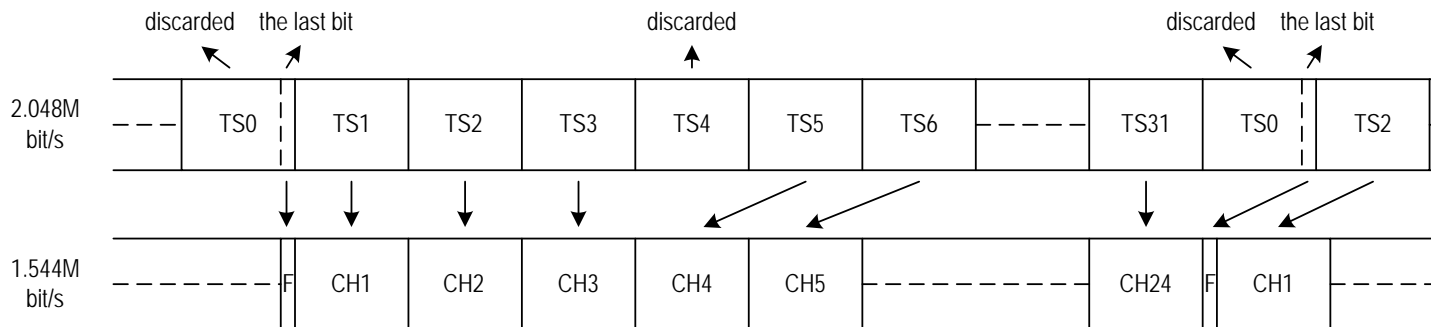 discarded the last bit discarded discarded the last bit
2.048M
bit/s
TS0 TS1 TS2 TS3 TS4 TS5 TS6 TS31 TS0 TS2
1.544M
bit/s
F CH1 CH2 CH3 CH4 CH5 CH24 F CH1